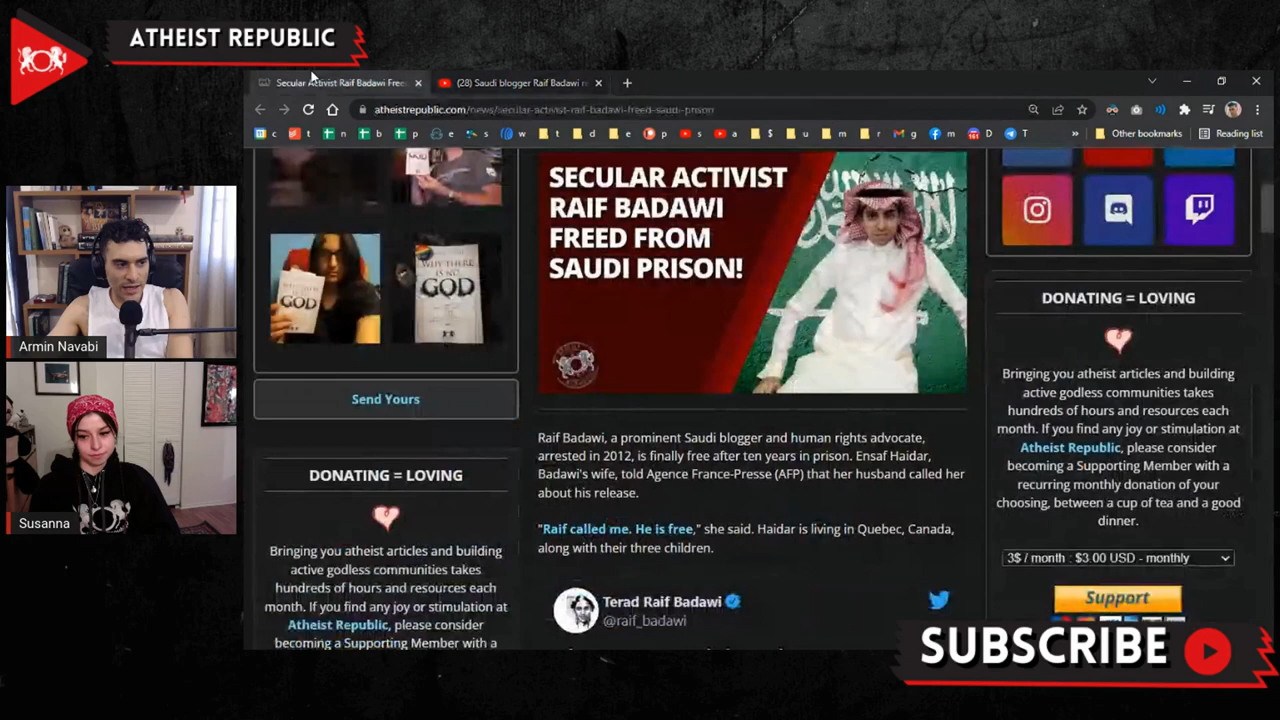 ATHEIST REPUBLIC
Secular Activist Raif Badawi Free
(28) Saudi blogger Raif Badawi r
atheistrepublic.com/news/secular-activist-raif-badawi-freed-saudi-prison
c t n b p e s w t d e p s a $ u m r g m D T » Other bookmarks Reading list
161
GOD
GOD
WHY THERE
IS NO
GOD
Send Yours
DONATING = LOVING
Bringing you atheist articles and building
active godless communities takes
hundreds of hours and resources each
month. If you find any joy or stimulation at
Atheist Republic, please consider
becoming a Supporting Member with a
SECULAR ACTIVIST
RAIF BADAWI
FREED FROM
SAUDI PRISON!
Raif Badawi, a prominent Saudi blogger and human rights advocate,
arrested in 2012, is finally free after ten years in prison. Ensaf Haidar,
Badawi's wife, told Agence France-Presse (AFP) that her husband called her
about his release.
"Raif called me. He is free," she said. Haidar is living in Quebec, Canada,
along with their three children.
Terad Raif Badawi
@raif_badawi
DONATING = LOVING
Bringing you atheist articles and building
active godless communities takes
hundreds of hours and resources each
month. If you find any joy or stimulation at
Atheist Republic, please consider
becoming a Supporting Member with a
recurring monthly donation of your
choosing, between a cup of tea and a good
dinner.
3$ / month : $3.00 USD - monthly
Support
Armin Navabi
Susanna
SUBSCRIBE